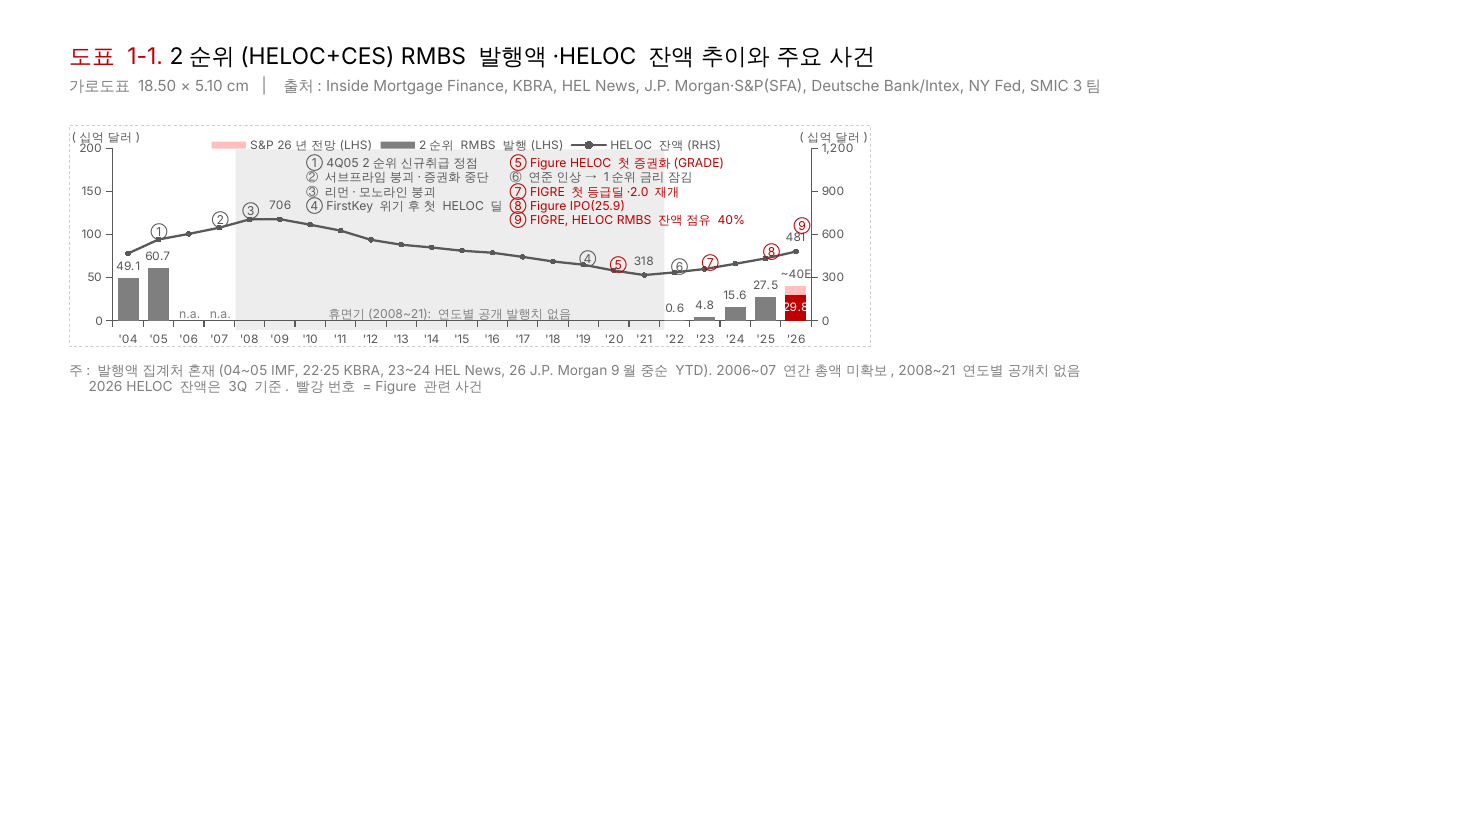 도표 1-1. 2순위(HELOC+CES) RMBS 발행액·HELOC 잔액 추이와 주요 사건
가로도표 18.50 × 5.10 cm | 출처: Inside Mortgage Finance, KBRA, HEL News, J.P. Morgan·S&P(SFA), Deutsche Bank/Intex, NY Fed, SMIC 3팀
(십억 달러) (십억 달러)
S&P 26년 전망(LHS) 2순위 RMBS 발행(LHS) HELOC 잔액(RHS)
200 1,200
① 4Q05 2순위 신규취급 정점 ⑤ Figure HELOC 첫 증권화(GRADE)
② 서브프라임 붕괴·증권화 중단 ⑥ 연준 인상 → 1순위 금리 잠김
③ 리먼·모노라인 붕괴 ⑦ FIGRE 첫 등급딜·2.0 재개
④ FirstKey 위기 후 첫 HELOC 딜 ⑧ Figure IPO(25.9)
⑨ FIGRE, HELOC RMBS 잔액 점유 40%
150 900
100 600
50 300
0 0
① ② ③ 706 ④ ⑤ 318 ⑥ ⑦ ⑧ ⑨ 481
49.1 60.7 n.a. n.a. 0.6 4.8 15.6 27.5 ~40E 29.8
휴면기(2008~21): 연도별 공개 발행치 없음
'04 '05 '06 '07 '08 '09 '10 '11 '12 '13 '14 '15 '16 '17 '18 '19 '20 '21 '22 '23 '24 '25 '26
주: 발행액 집계처 혼재(04~05 IMF, 22·25 KBRA, 23~24 HEL News, 26 J.P. Morgan 9월 중순 YTD). 2006~07 연간 총액 미확보, 2008~21 연도별 공개치 없음
2026 HELOC 잔액은 3Q 기준. 빨강 번호 = Figure 관련 사건